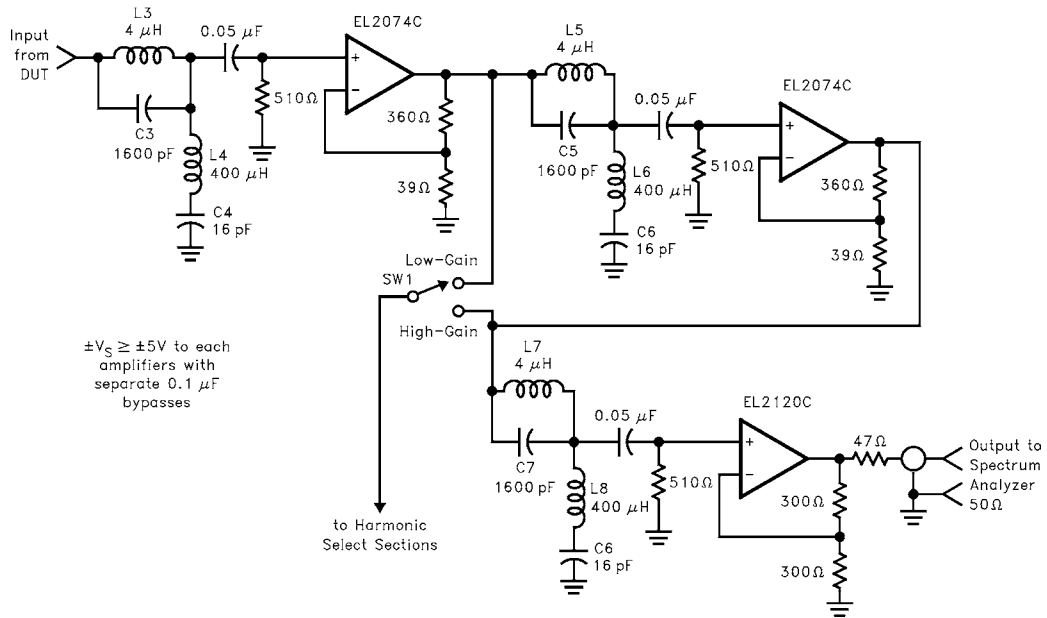 L3
4 μH
0.05 μF
EL2074C
Input
from
DUT
+
−
C3
1600 pF
510Ω
360Ω
L4
400 μH
39Ω
C4
16 pF
L5
4 μH
0.05 μF
EL2074C
+
−
C5
1600 pF
510Ω
360Ω
L6
400 μH
39Ω
C6
16 pF
Low-Gain
SW1
High-Gain
±VS ≥ ±5V to each
amplifiers with
separate 0.1 μF
bypasses
L7
4 μH
0.05 μF
EL2120C
+
−
47Ω
Output to
Spectrum
Analyzer
50Ω
C7
1600 pF
510Ω
300Ω
L8
400 μH
300Ω
C6
16 pF
to Harmonic
Select Sections